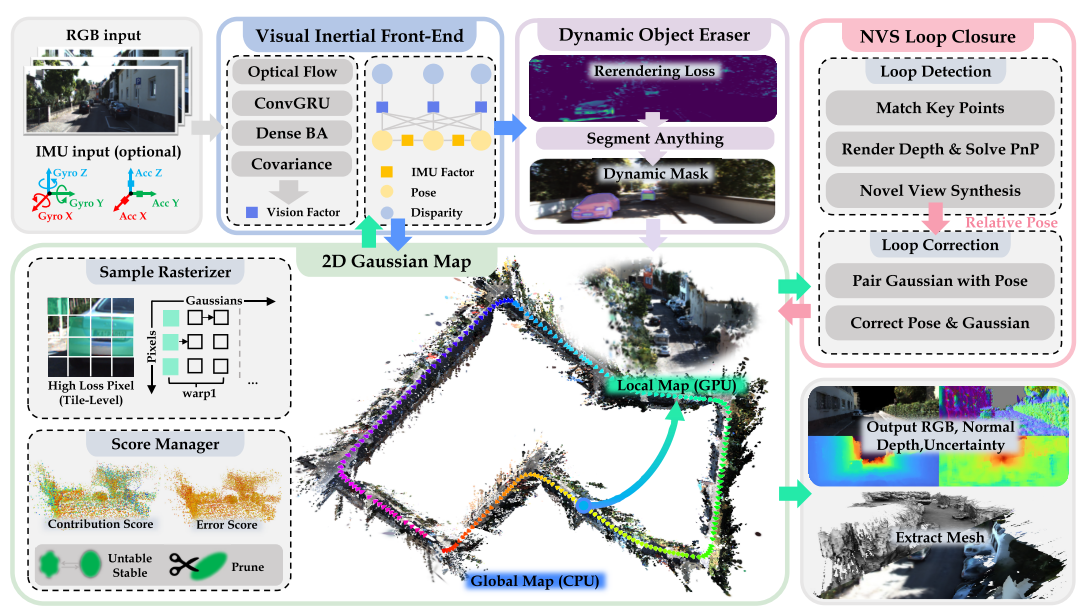 RGB input
IMU input (optional)
Gyro Z
Gyro Y
Gyro X
Acc Z
Acc Y
Acc X
Visual Inertial Front-End
Optical Flow
ConvGRU
Dense BA
Covariance
Vision Factor
IMU Factor
Pose
Disparity
Dynamic Object Eraser
Rerendering Loss
Segment Anything
Dynamic Mask
NVS Loop Closure
Loop Detection
Match Key Points
Render Depth & Solve PnP
Novel View Synthesis
Relative Pose
Loop Correction
Pair Gaussian with Pose
Correct Pose & Gaussian
2D Gaussian Map
Sample Rasterizer
Gaussians
Pixels
High Loss Pixel
(Tile-Level)
warp1
...
Score Manager
Contribution Score
Error Score
Untable
Stable
Prune
Local Map (GPU)
Global Map (CPU)
Output RGB, Normal
Depth,Uncertainty
Extract Mesh